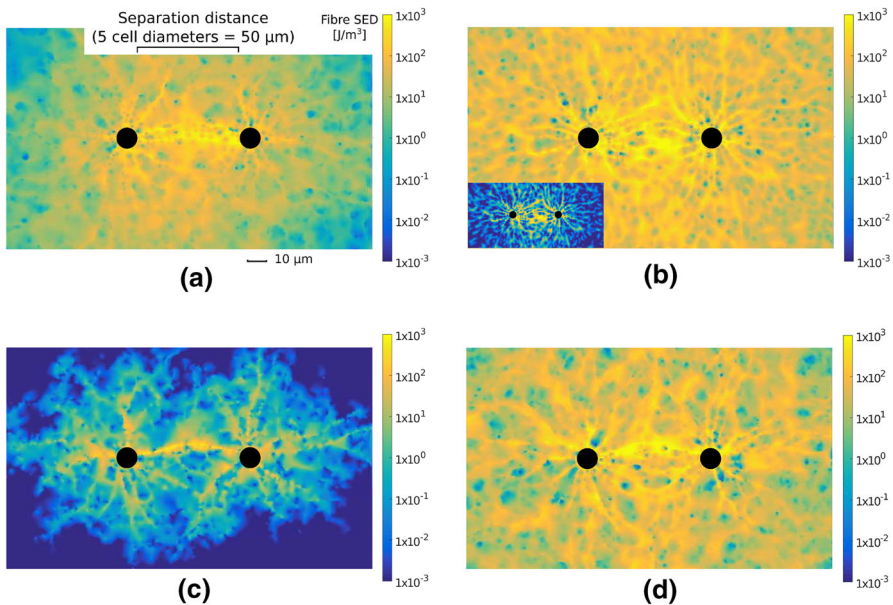 Separation distance
(5 cell diameters = 50 μm)
Fibre SED
[J/m³]
1x10³
1x10²
1x10¹
1x10⁰
1x10⁻¹
1x10⁻²
1x10⁻³
10 μm
(a)
1x10³
1x10²
1x10¹
1x10⁰
1x10⁻¹
1x10⁻²
1x10⁻³
(b)
1x10³
1x10²
1x10¹
1x10⁰
1x10⁻¹
1x10⁻²
1x10⁻³
(c)
1x10³
1x10²
1x10¹
1x10⁰
1x10⁻¹
1x10⁻²
1x10⁻³
(d)